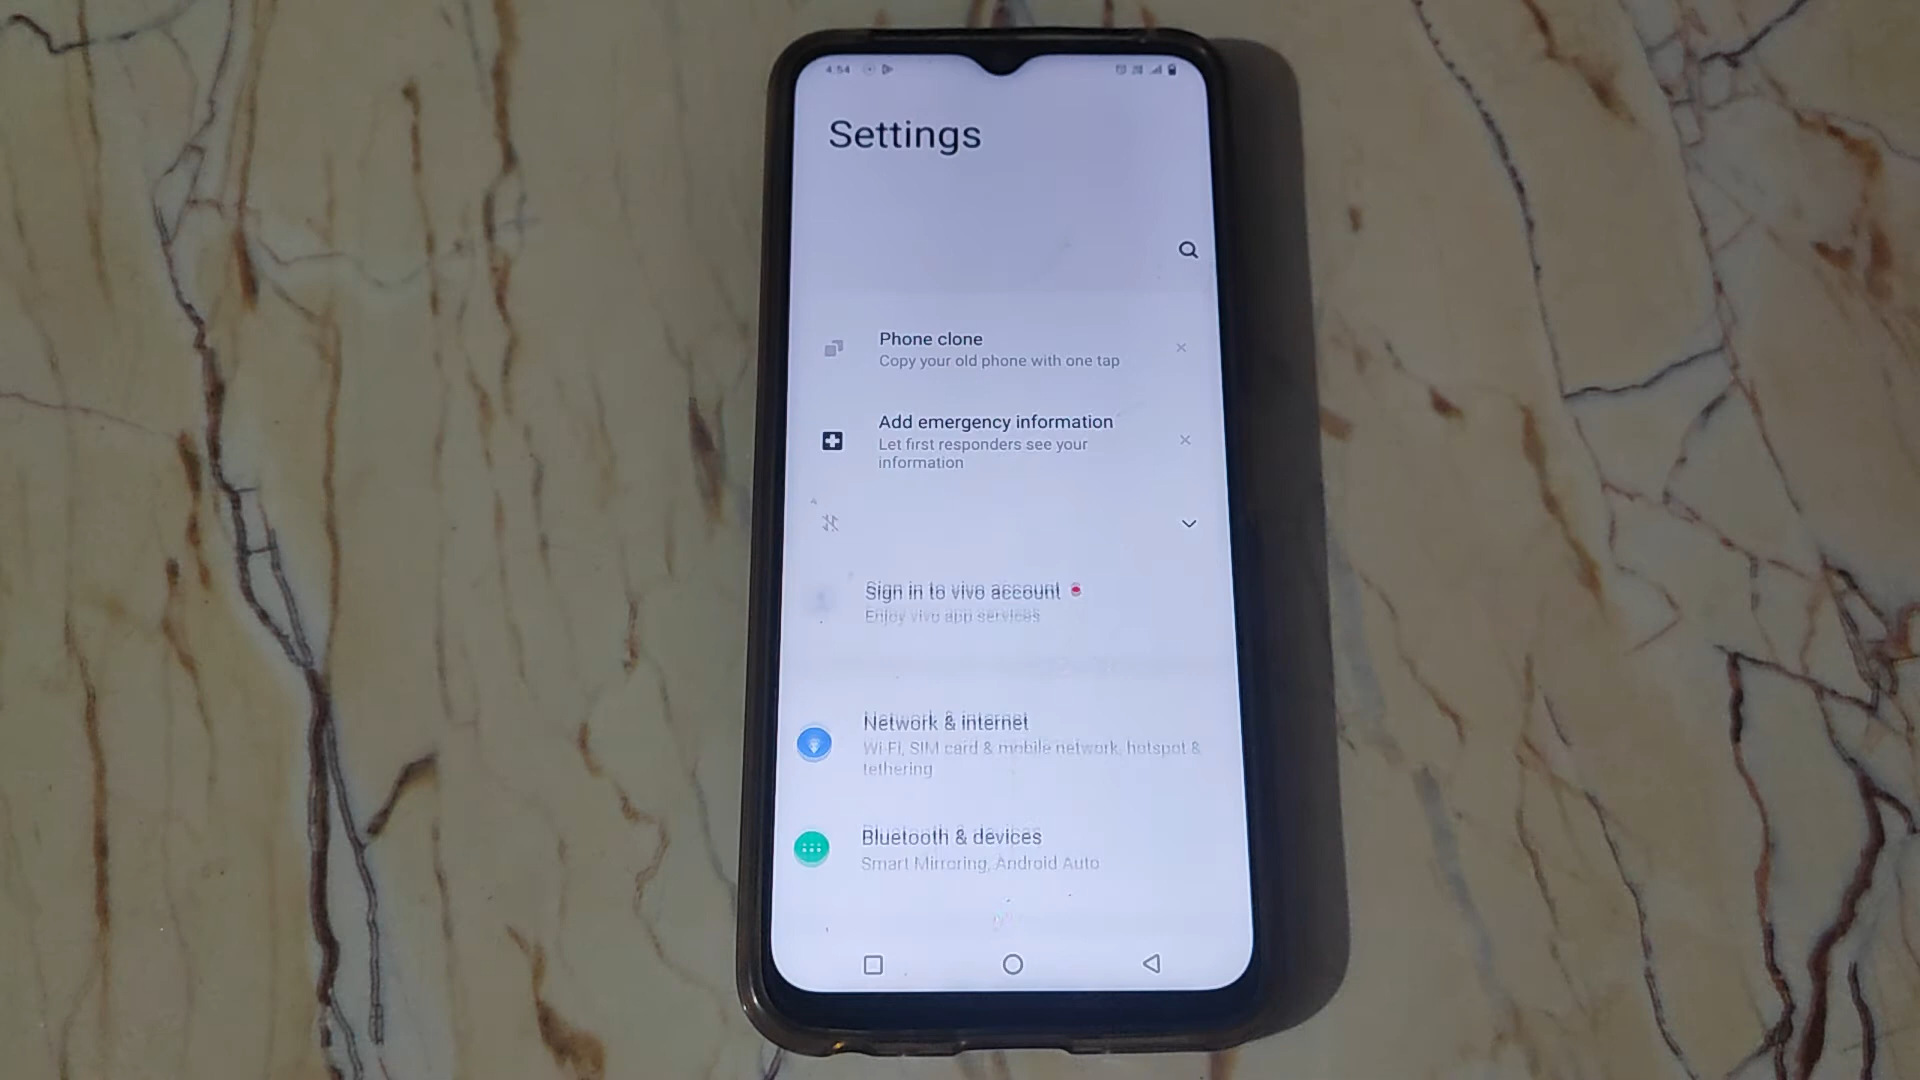 4:54
Settings
Phone clone
Copy your old phone with one tap
Add emergency information
Let first responders see your
information
Sign in to vivo account
Enjoy vivo app services
Network & internet
Wi-Fi, SIM card & mobile network, hotspot &
tethering
Bluetooth & devices
Smart Mirroring, Android Auto